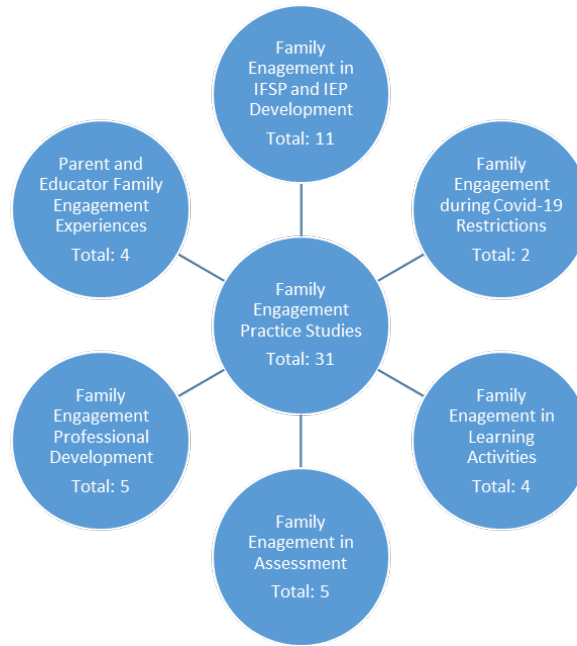 Family
Enagement in
IFSP and IEP
Development
Total: 11
Parent and
Educator Family
Engagement
Experiences
Total: 4
Family
Engagement
during Covid-19
Restrictions
Total: 2
Family
Engagement
Practice Studies
Total: 31
Family
Engagement
Professional
Development
Total: 5
Family
Enagement in
Learning
Activities
Total: 4
Family
Enagement in
Assessment
Total: 5